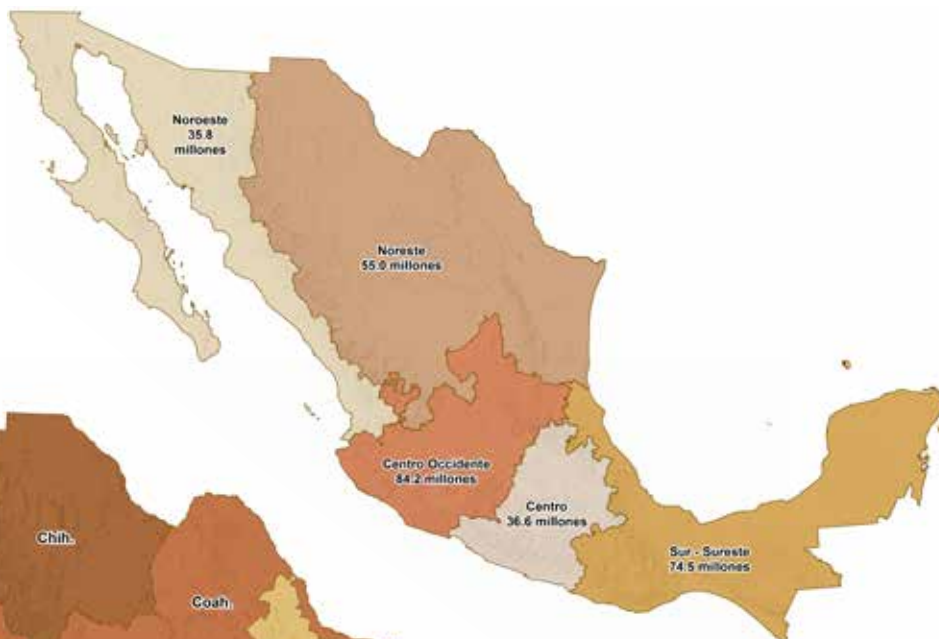 Noroeste
35.8
millones
Noreste
55.0 millones
Centro Occidente
84.2 millones
Centro
36.6 millones
Sur - Sureste
74.5 millones
Chih.
Coah.